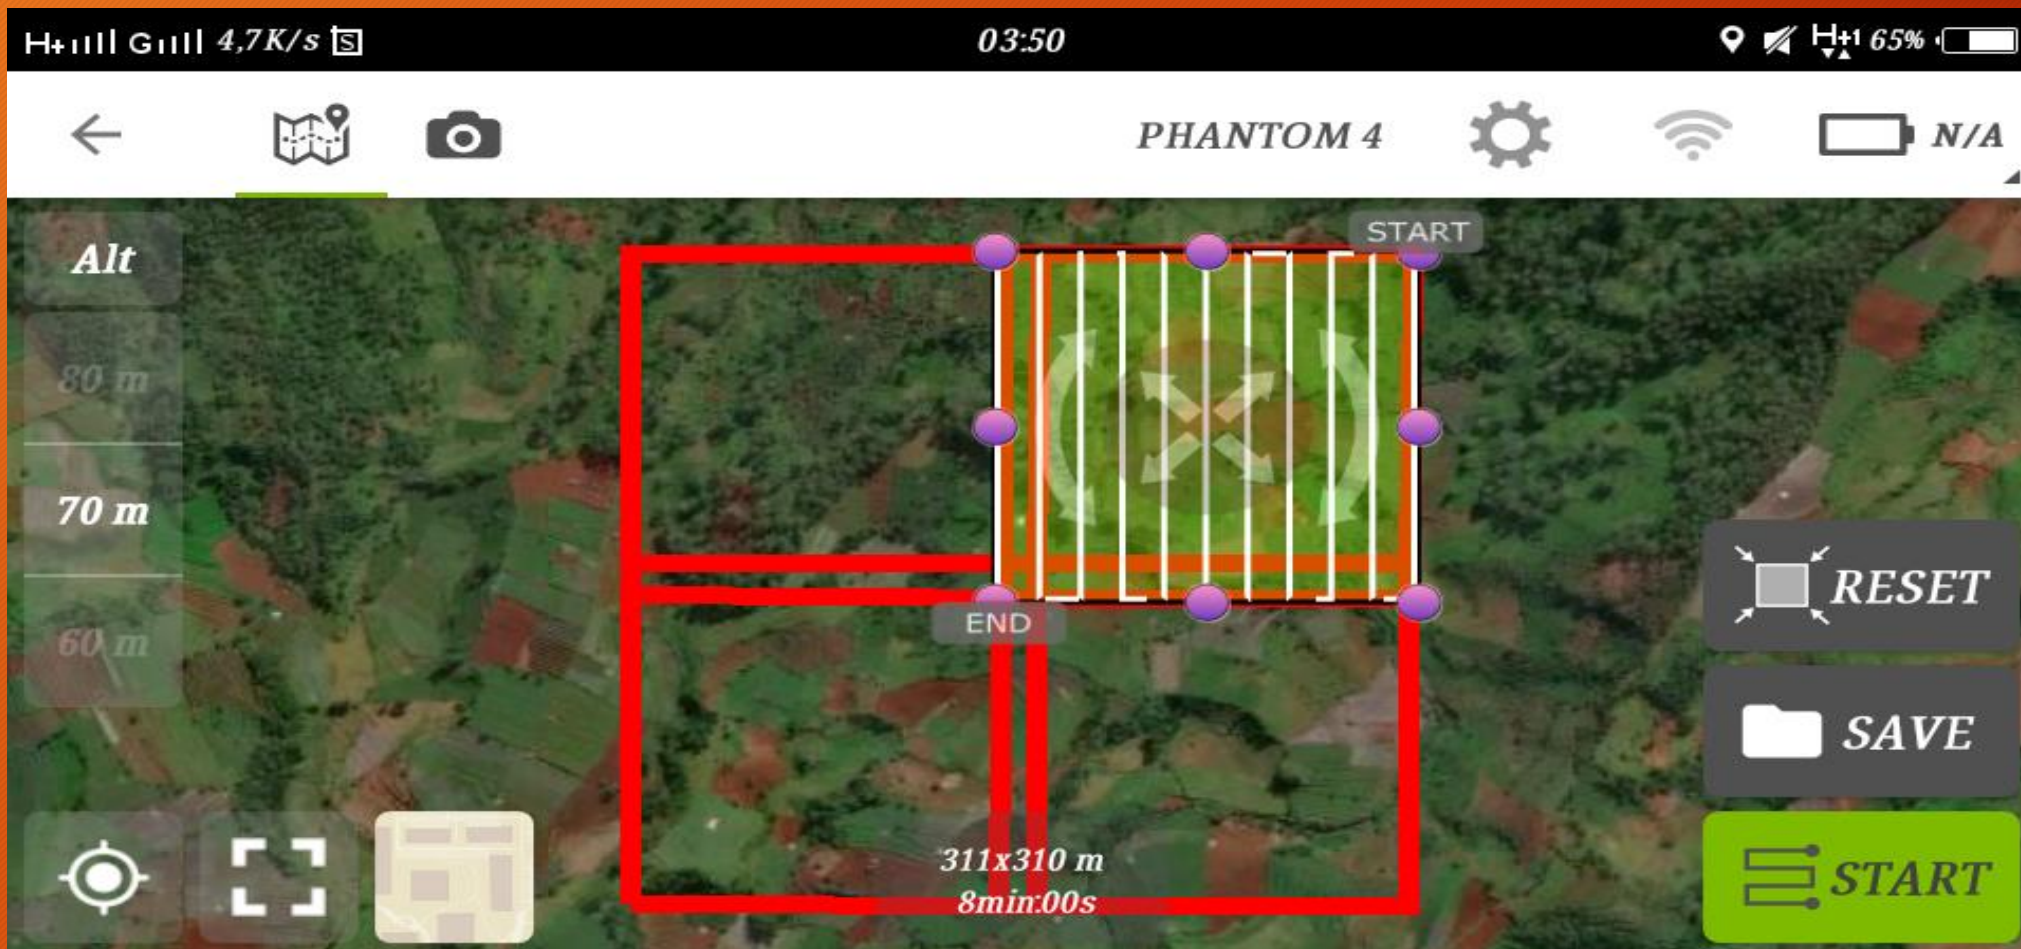 H+ G 4,7K/s S 03:50 H+1 65%
PHANTOM 4 N/A
START
Alt
80 m
70 m
60 m
END
RESET
SAVE
START
311x310 m
8min:00s